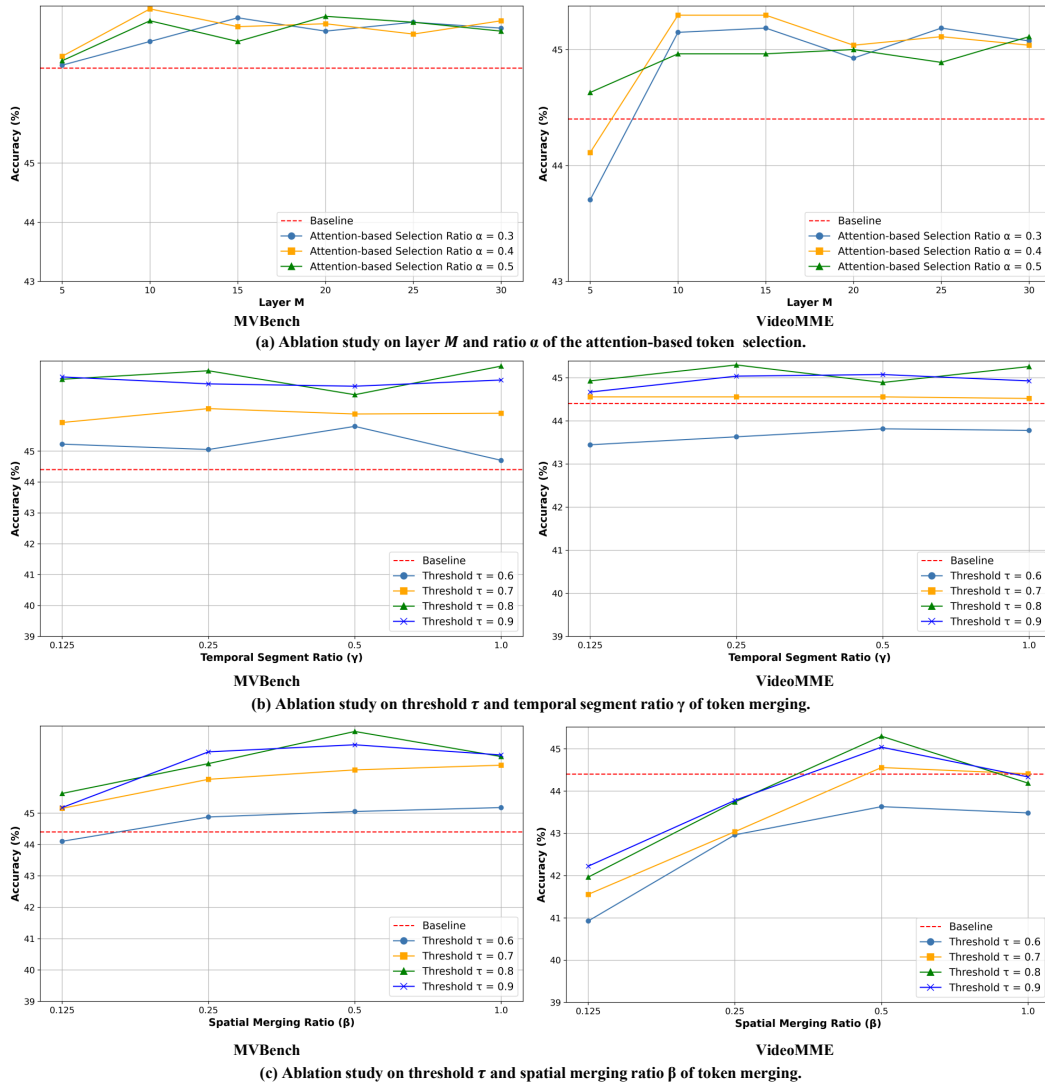 Accuracy (%)
45
44
43
Baseline
Attention-based Selection Ratio α = 0.3
Attention-based Selection Ratio α = 0.4
Attention-based Selection Ratio α = 0.5
5 10 15 20 25 30
Layer M
MVBench
Accuracy (%)
45
44
43
Baseline
Attention-based Selection Ratio α = 0.3
Attention-based Selection Ratio α = 0.4
Attention-based Selection Ratio α = 0.5
5 10 15 20 25 30
Layer M
VideoMME
(a) Ablation study on layer M and ratio α of the attention-based token selection.
Accuracy (%)
45
44
43
42
41
40
39
Baseline
Threshold τ = 0.6
Threshold τ = 0.7
Threshold τ = 0.8
Threshold τ = 0.9
0.125 0.25 0.5 1.0
Temporal Segment Ratio (γ)
MVBench
Accuracy (%)
45
44
43
42
41
40
39
Baseline
Threshold τ = 0.6
Threshold τ = 0.7
Threshold τ = 0.8
Threshold τ = 0.9
0.125 0.25 0.5 1.0
Temporal Segment Ratio (γ)
VideoMME
(b) Ablation study on threshold τ and temporal segment ratio γ of token merging.
Accuracy (%)
45
44
43
42
41
40
39
Baseline
Threshold τ = 0.6
Threshold τ = 0.7
Threshold τ = 0.8
Threshold τ = 0.9
0.125 0.25 0.5 1.0
Spatial Merging Ratio (β)
MVBench
Accuracy (%)
45
44
43
42
41
40
39
Baseline
Threshold τ = 0.6
Threshold τ = 0.7
Threshold τ = 0.8
Threshold τ = 0.9
0.125 0.25 0.5 1.0
Spatial Merging Ratio (β)
VideoMME
(c) Ablation study on threshold τ and spatial merging ratio β of token merging.